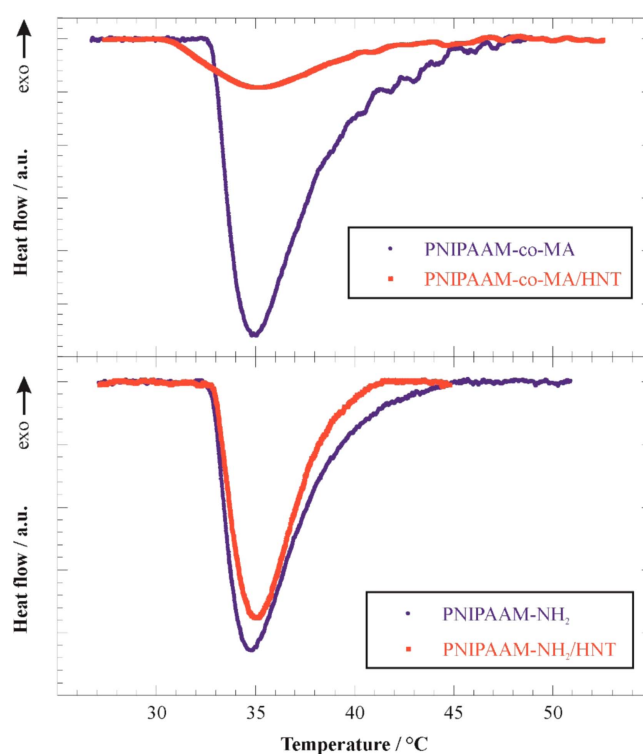 exo
Heat flow / a.u.
PNIPAAM-co-MA
PNIPAAM-co-MA/HNT
exo
Heat flow / a.u.
PNIPAAM-NH₂
PNIPAAM-NH₂/HNT
30 35 40 45 50
Temperature / °C